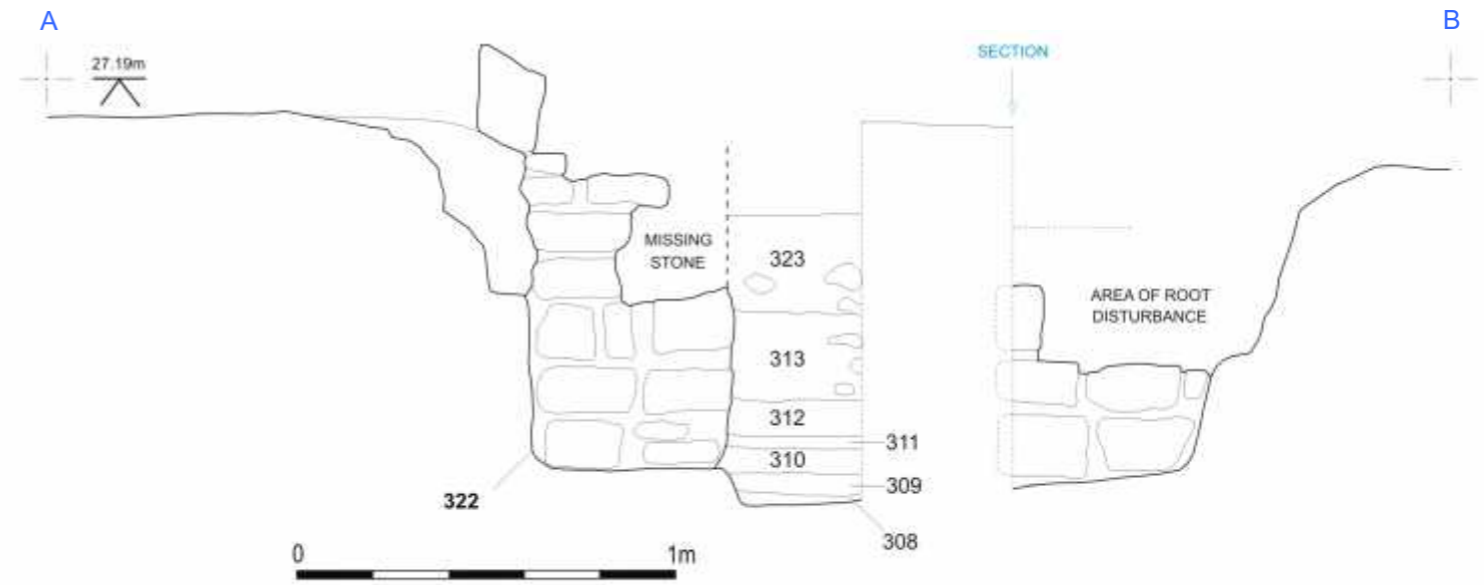 A
B
27.19m
SECTION
MISSING
STONE
323
AREA OF ROOT
DISTURBANCE
313
312
311
310
309
322
308
0
1m